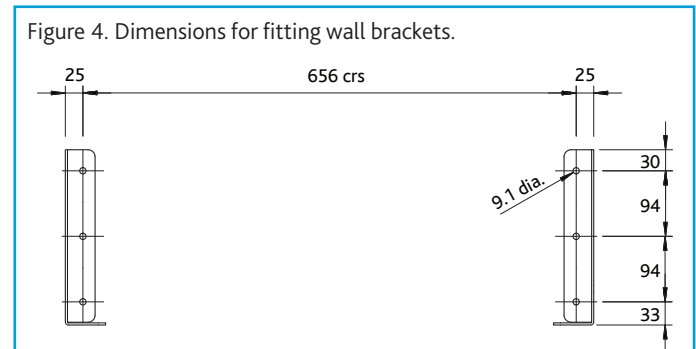 Figure 4. Dimensions for fitting wall brackets.
25 656 crs 25
30
9.1 dia.
94
94
33